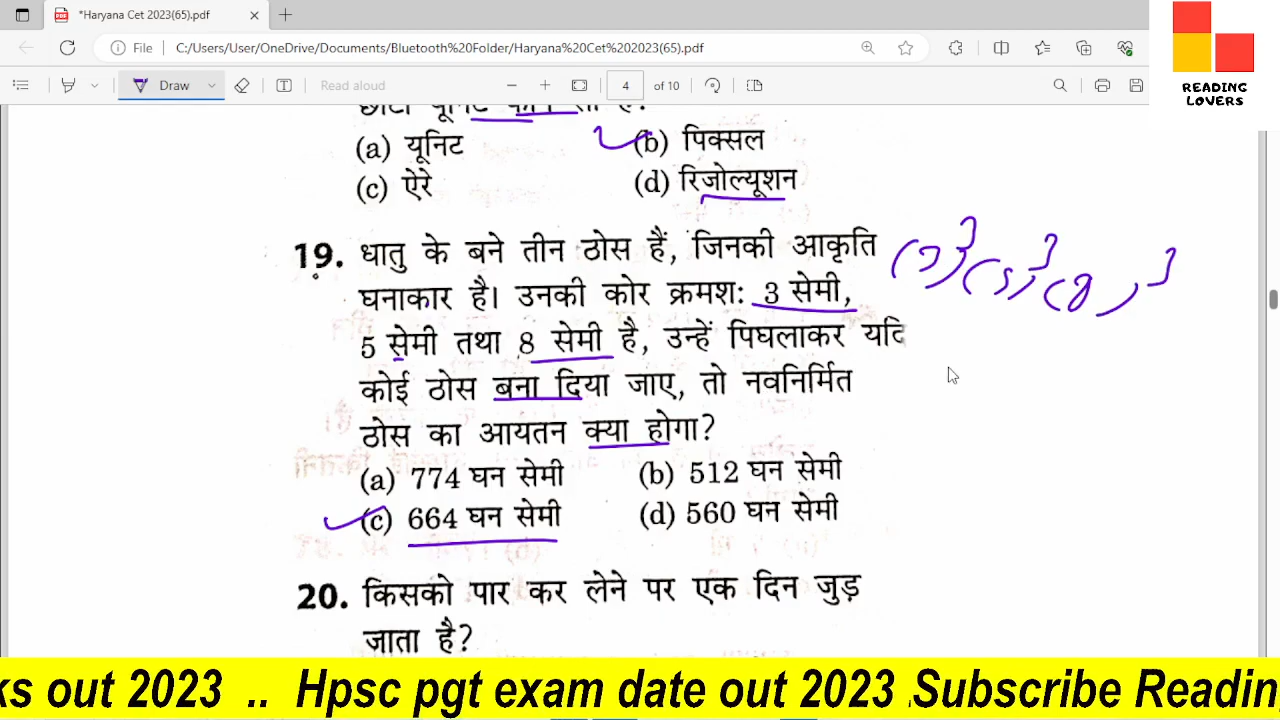 *Haryana Cet 2023(65).pdf
READING
LOVERS
File C:/Users/User/OneDrive/Documents/Bluetooth%20Folder/Haryana%20Cet%202023(65).pdf
Draw Read aloud 4 of 10
(a) यूनिट (b) पिक्सल
(c) ऐरे (d) रिजोल्यूशन
19. धातु के बने तीन ठोस हैं, जिनकी आकृति
घनाकार है। उनकी कोर क्रमशः 3 सेमी,
5 सेमी तथा 8 सेमी है, उन्हें पिघलाकर यदि
कोई ठोस बना दिया जाए, तो नवनिर्मित
ठोस का आयतन क्या होगा?
(a) 774 घन सेमी (b) 512 घन सेमी
(c) 664 घन सेमी (d) 560 घन सेमी
20. किसको पार कर लेने पर एक दिन जुड़
जाता है?
ks out 2023 .. Hpsc pgt exam date out 2023 Subscribe Readin